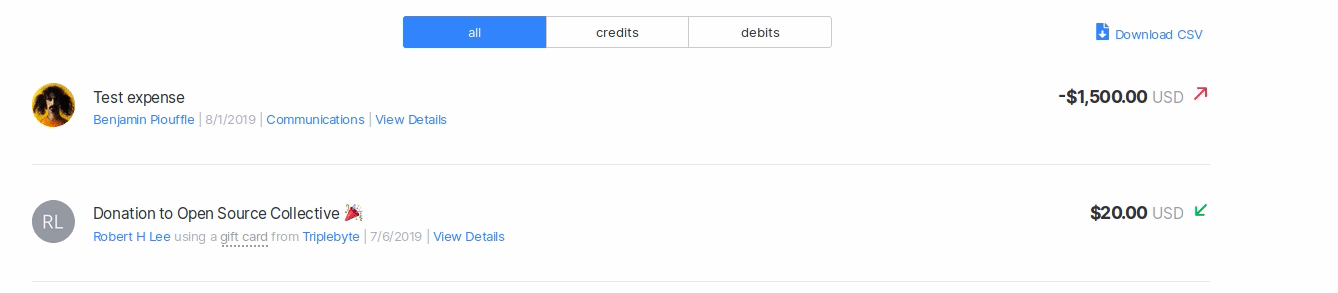 all credits debits Download CSV
Test expense -$1,500.00 USD
Benjamin Piouffle | 8/1/2019 | Communications | View Details
RL Donation to Open Source Collective 🎉 $20.00 USD
Robert H Lee using a gift card from Triplebyte | 7/6/2019 | View Details